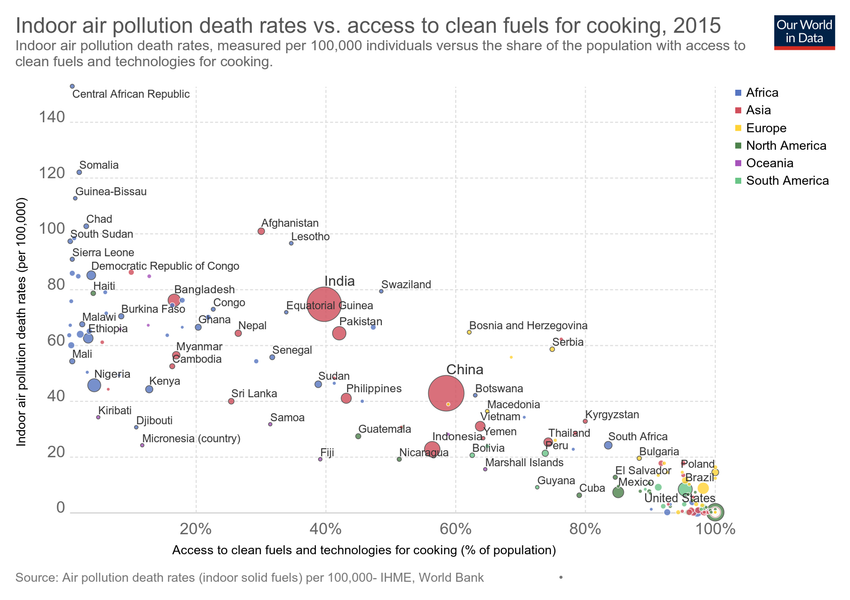 Indoor air pollution death rates vs. access to clean fuels for cooking, 2015
Indoor air pollution death rates, measured per 100,000 individuals versus the share of the population with access to
clean fuels and technologies for cooking.
Our World
in Data
Indoor air pollution death rates (per 100,000)
140
120
100
80
60
40
20
0
Central African Republic
Somalia
Guinea-Bissau
Chad
South Sudan
Sierra Leone
Democratic Republic of Congo
Haiti
Malawi
Burkina Faso
Ethiopia
Mali
Nigeria
Kiribati
Djibouti
Micronesia (country)
Kenya
Bangladesh
Congo
Ghana
Nepal
Myanmar
Cambodia
Sri Lanka
Afghanistan
Lesotho
India
Equatorial Guinea
Swaziland
Pakistan
Senegal
Sudan
Philippines
Samoa
Guatemala
Fiji
Nicaragua
Bosnia and Herzegovina
Serbia
China
Botswana
Macedonia
Vietnam
Yemen
Indonesia
Bolivia
Marshall Islands
Kyrgyzstan
Thailand
Peru
South Africa
Guyana
Cuba
Bulgaria
El Salvador
Mexico
Poland
Brazil
United States
20%
40%
60%
80%
100%
Access to clean fuels and technologies for cooking (% of population)
Africa
Asia
Europe
North America
Oceania
South America
Source: Air pollution death rates (indoor solid fuels) per 100,000- IHME, World Bank